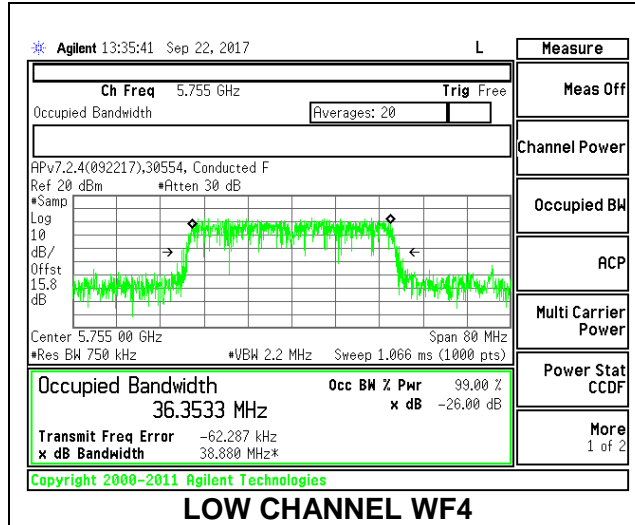 Agilent 13:35:41 Sep 22, 2017 L
Measure
Ch Freq 5.755 GHz Trig Free
Meas Off
Occupied Bandwidth Averages: 20
Channel Power
APv7.2.4(092217),30554, Conducted F
Ref 20 dBm #Atten 30 dB
#Samp
Log
10
dB/
Offst
15.8
dB
Occupied BW
ACP
Center 5.755 00 GHz Span 80 MHz
#Res BW 750 kHz #VBW 2.2 MHz Sweep 1.066 ms (1000 pts)
Multi Carrier
Power
Occupied Bandwidth Occ BW % Pwr 99.00 %
36.3533 MHz x dB -26.00 dB
Power Stat
CCDF
Transmit Freq Error -62.287 kHz
x dB Bandwidth 38.880 MHz*
More
1 of 2
Copyright 2000-2011 Agilent Technologies
LOW CHANNEL WF4